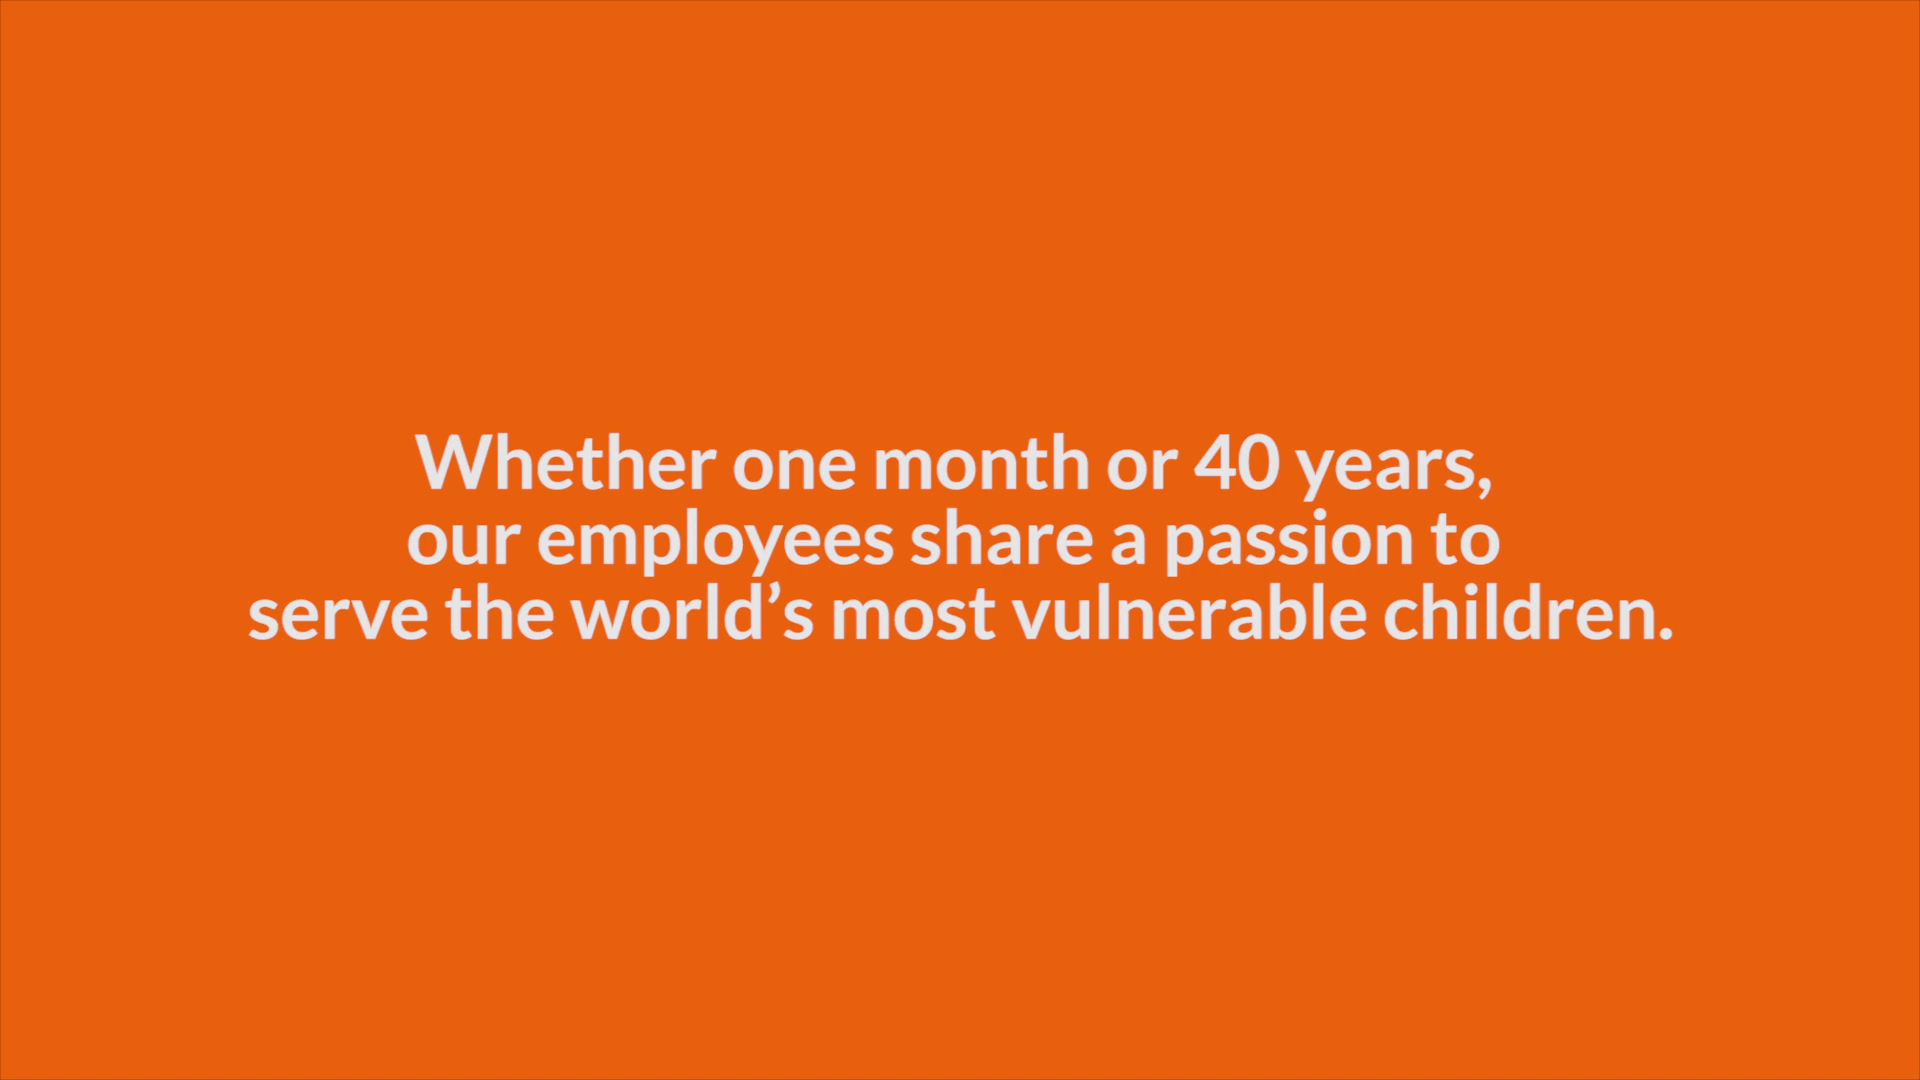 Whether one month or 40 years,
our employees share a passion to
serve the world’s most vulnerable children.